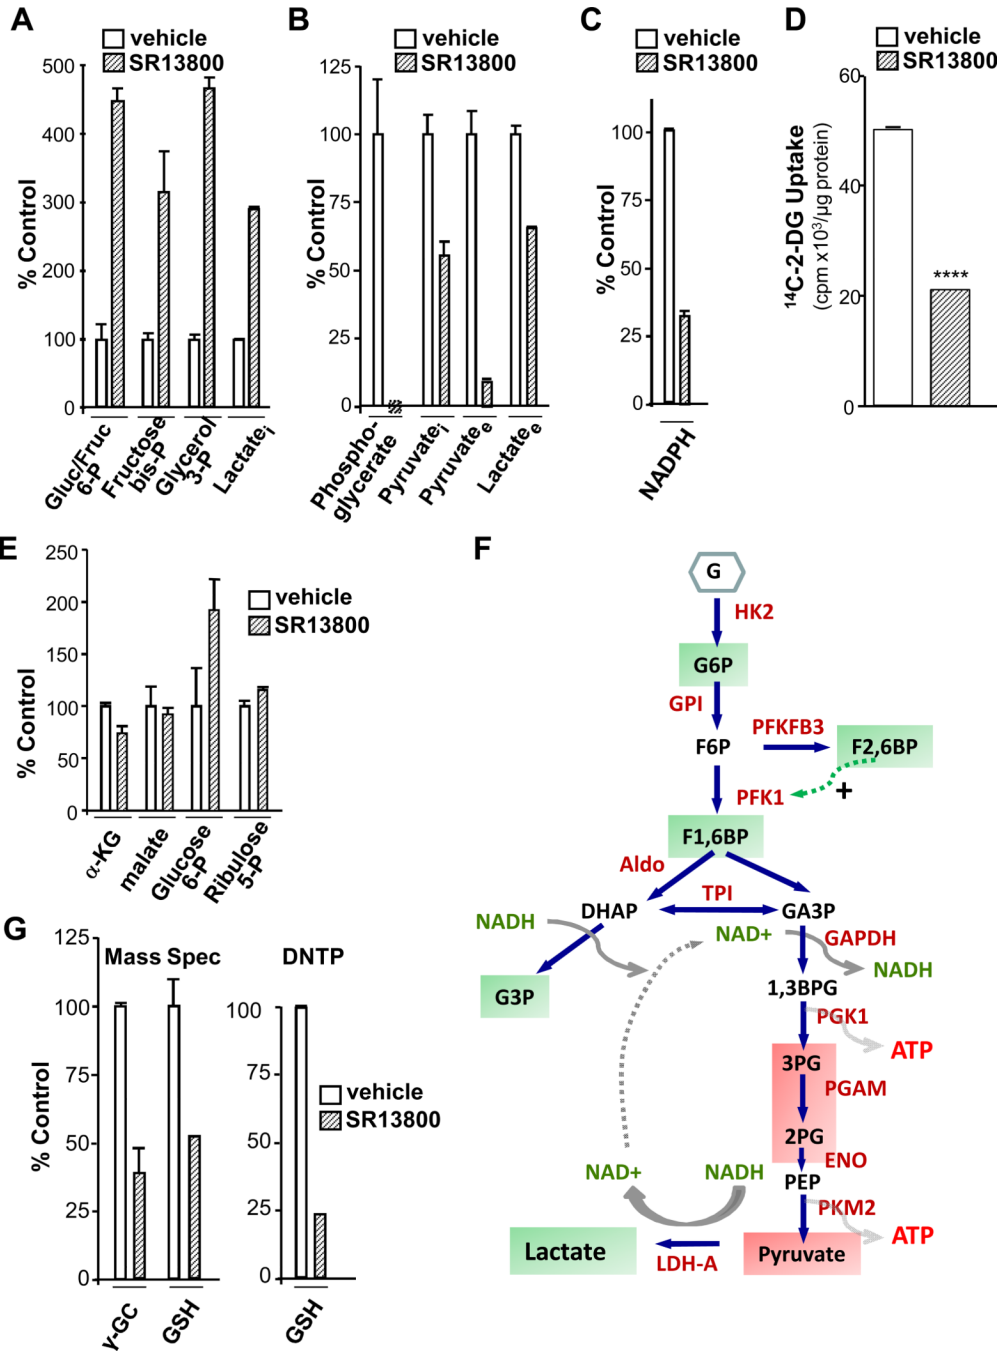 A
vehicle
SR13800
% Control
500
400
300
200
100
0
Gluc/Fruc
6-P
Fructose
bis-P
Glycerol
3-P
Lactate i
B
vehicle
SR13800
% Control
125
100
75
50
25
0
Phospho-
glycerate
Pyruvate i
Pyruvate e
Lactate e
C
vehicle
SR13800
% Control
100
75
50
25
0
NADPH
D
vehicle
SR13800
14C-2-DG Uptake
(cpm x10³/µg protein)
60
40
20
0
****
E
vehicle
SR13800
% Control
250
200
150
100
50
0
α-KG
malate
Glucose
6-P
Ribulose
5-P
F
G
HK2
G6P
GPI
F6P
PFKFB3
F2,6BP
PFK1
+
F1,6BP
Aldo
DHAP
TPI
GA3P
NADH
NAD+
GAPDH
NADH
G3P
1,3BPG
PGK1
ATP
3PG
PGAM
2PG
ENO
NAD+
NADH
PEP
PKM2
ATP
Lactate
LDH-A
Pyruvate
G
Mass Spec
DNTP
vehicle
SR13800
% Control
125
100
75
50
25
0
γ-GC
GSH
100
75
50
25
0
GSH